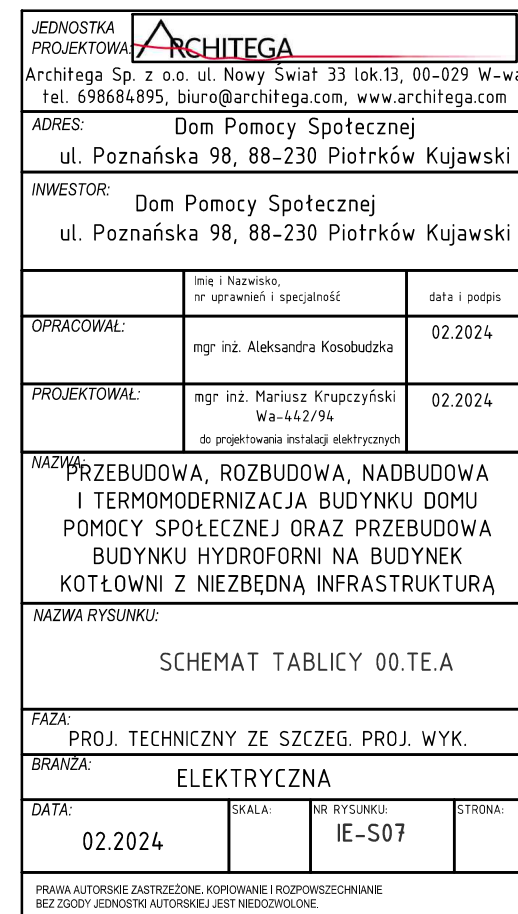 JEDNOSTKA
PROJEKTOWA:
ARCHITEGA
Architega Sp. z o.o. ul. Nowy Świat 33 lok.13, 00-029 W-wa
tel. 698684895, biuro@architega.com, www.architega.com
ADRES:
Dom Pomocy Społecznej
ul. Poznańska 98, 88-230 Piotrków Kujawski
INWESTOR:
Dom Pomocy Społecznej
ul. Poznańska 98, 88-230 Piotrków Kujawski
Imię i Nazwisko,
nr uprawnień i specjalność
data i podpis
OPRACOWAŁ:
mgr inż. Aleksandra Kosobudzka
02.2024
PROJEKTOWAŁ:
mgr inż. Mariusz Krupczyński
Wa-442/94
do projektowania instalacji elektrycznych
02.2024
NAZWA:
PRZEBUDOWA, ROZBUDOWA, NADBUDOWA
I TERMOMODERNIZACJA BUDYNKU DOMU
POMOCY SPOŁECZNEJ ORAZ PRZEBUDOWA
BUDYNKU HYDROFORNI NA BUDYNEK
KOTŁOWNI Z NIEZBĘDNĄ INFRASTRUKTURĄ
NAZWA RYSUNKU:
SCHEMAT TABLICY 00.TE.A
FAZA:
PROJ. TECHNICZNY ZE SZCZEG. PROJ. WYK.
BRANŻA:
ELEKTRYCZNA
DATA:
02.2024
SKALA:
NR RYSUNKU:
IE-S07
STRONA:
PRAWA AUTORSKIE ZASTRZEŻONE. KOPIOWANIE I ROZPOWSZECHNIANIE
BEZ ZGODY JEDNOSTKI AUTORSKIEJ JEST NIEDOZWOLONE.